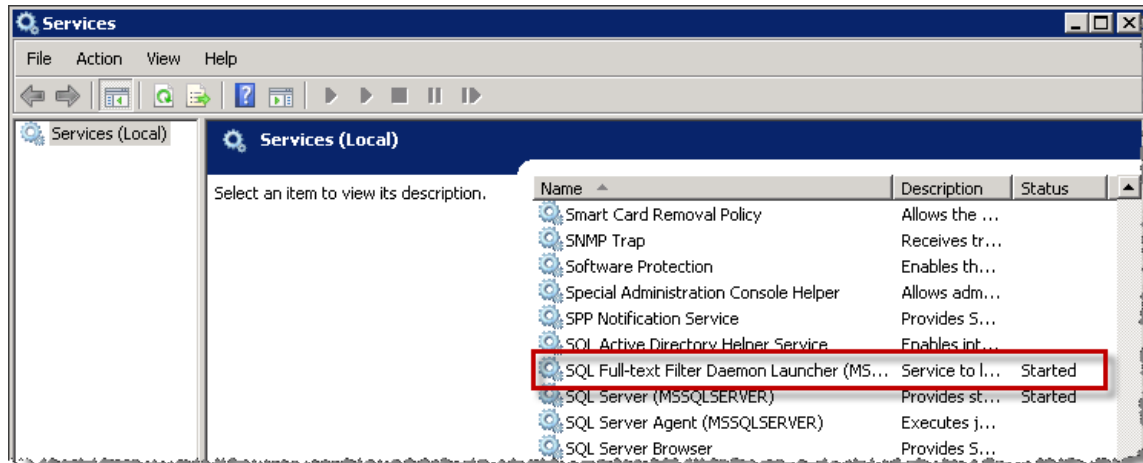 Services
File Action View Help
Services (Local)
Services (Local)
Select an item to view its description.
Name Description Status
Smart Card Removal Policy Allows the ...
SNMP Trap Receives tr...
Software Protection Enables th...
Special Administration Console Helper Allows adm...
SPP Notification Service Provides S...
SQL Active Directory Helper Service Enables int...
SQL Full-text Filter Daemon Launcher (MS... Service to l... Started
SQL Server (MSSQLSERVER) Provides st... Started
SQL Server Agent (MSSQLSERVER) Executes j...
SQL Server Browser Provides S...